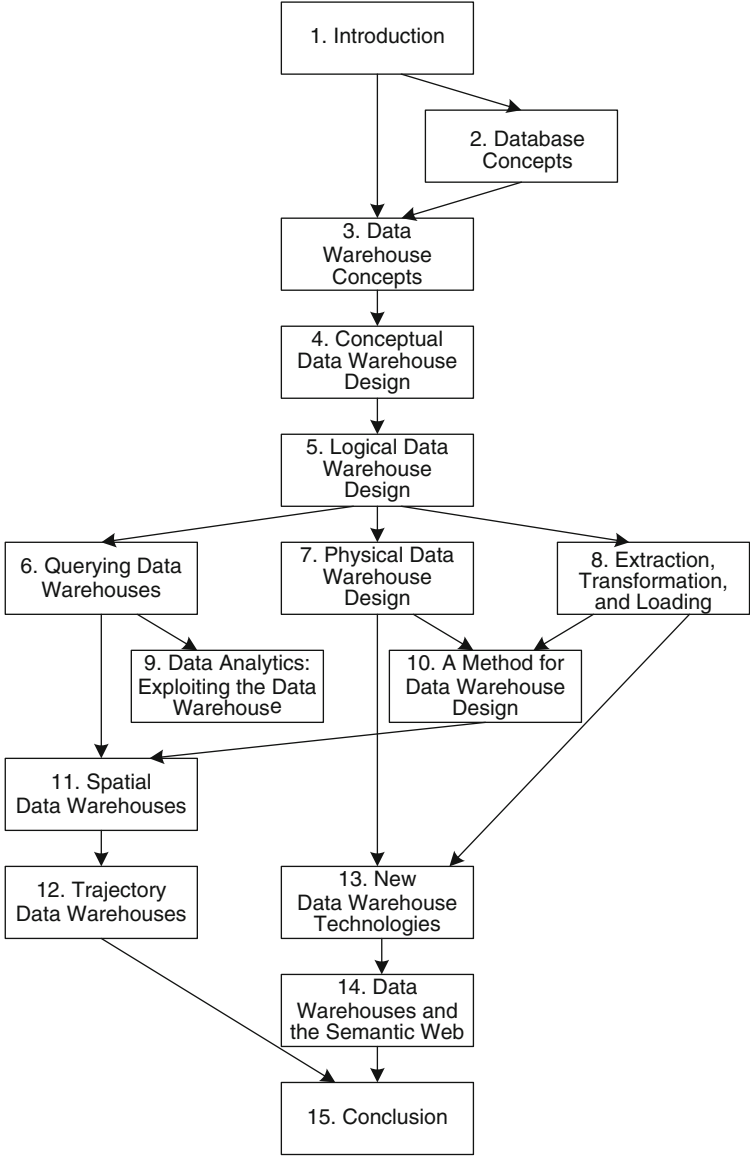 1. Introduction
2. Database
Concepts
3. Data
Warehouse
Concepts
4. Conceptual
Data Warehouse
Design
5. Logical Data
Warehouse
Design
6. Querying Data
Warehouses
7. Physical Data
Warehouse
Design
8. Extraction,
Transformation,
and Loading
9. Data Analytics:
Exploiting the Data
Warehouse
10. A Method for
Data Warehouse
Design
11. Spatial
Data Warehouses
12. Trajectory
Data Warehouses
13. New
Data Warehouse
Technologies
14. Data
Warehouses and
the Semantic Web
15. Conclusion